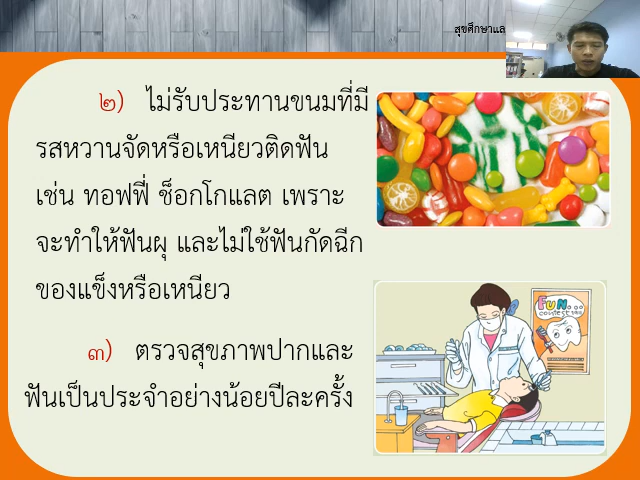 สุขศึกษาแล
๒) ไม่รับประทานขนมที่มี
รสหวานจัดหรือเหนียวติดฟัน
เช่น ทอฟฟี่ ช็อกโกแลต เพราะ
จะทำให้ฟันผุ และไม่ใช้ฟันกัดฉีก
ของแข็งหรือเหนียว
๓) ตรวจสุขภาพปากและ
ฟันเป็นประจำอย่างน้อยปีละครั้ง
FUN...
contest